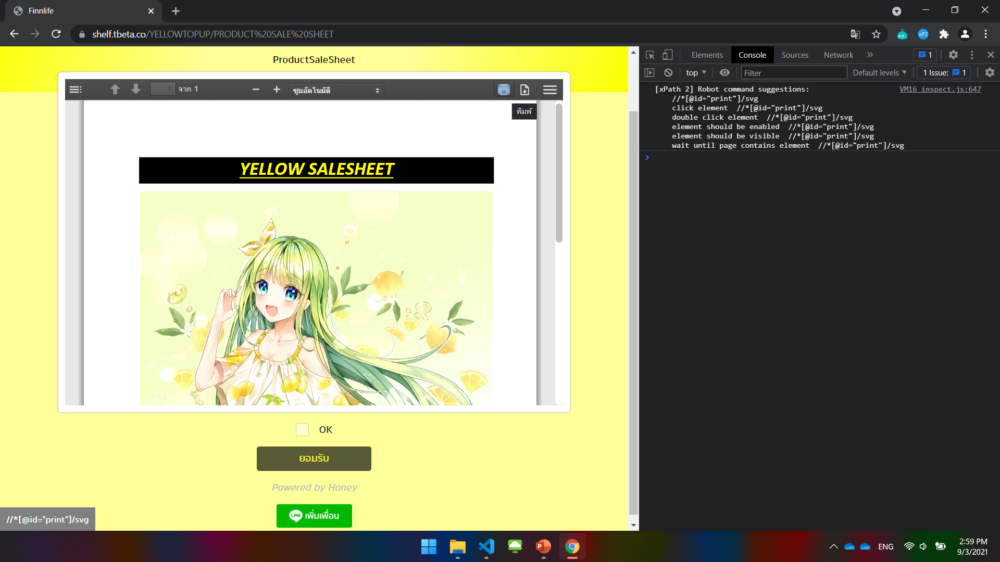 Finnlife
shelf.tbeta.co/YELLOWTOPUP/PRODUCT%20SALE%20SHEET
xP2
ProductSaleSheet
1 จาก 1
ซูมอัตโนมัติ
พิมพ์
YELLOW SALESHEET
OK
ยอมรับ
Powered by Honey
LINE เพิ่มเพื่อน
//*[@id="print"]/svg
Elements Console Sources Network 1
top Filter Default levels 1 Issue: 1
[xPath 2] Robot command suggestions: VM16 inspect.js:647
//*[@id="print"]/svg
click element //*[@id="print"]/svg
double click element //*[@id="print"]/svg
element should be enabled //*[@id="print"]/svg
element should be visible //*[@id="print"]/svg
wait until page contains element //*[@id="print"]/svg
P
ENG
2:59 PM
9/3/2021